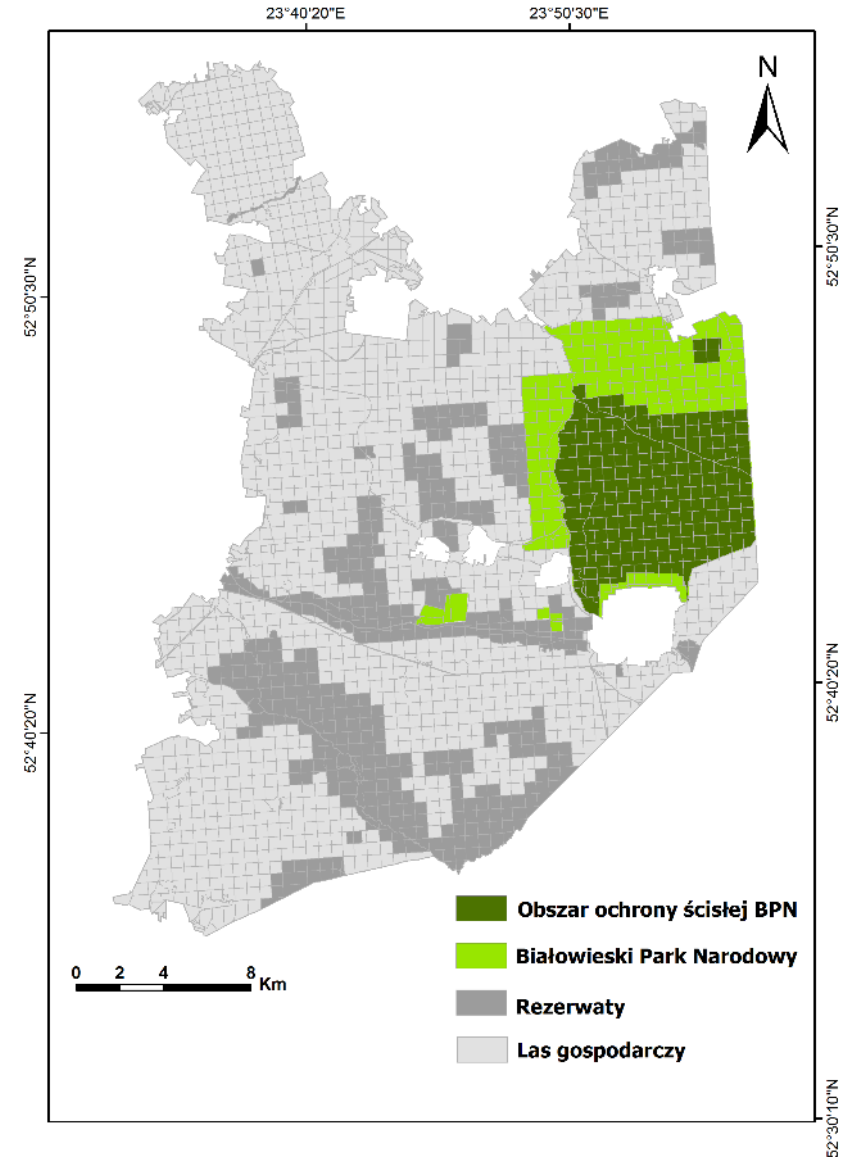 23°40'20"E 23°50'30"E
N
52°50'30"N
52°50'30"N
52°40'20"N
52°40'20"N
Obszar ochrony ścisłej BPN
Białowieski Park Narodowy
0 2 4 8 Km
Rezerwaty
Las gospodarczy
52°30'10"N